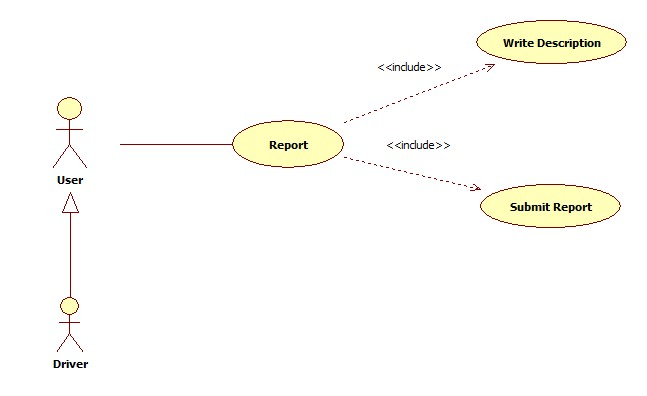 Write Description
<<include>>
Report
<<include>>
User
Submit Report
Driver